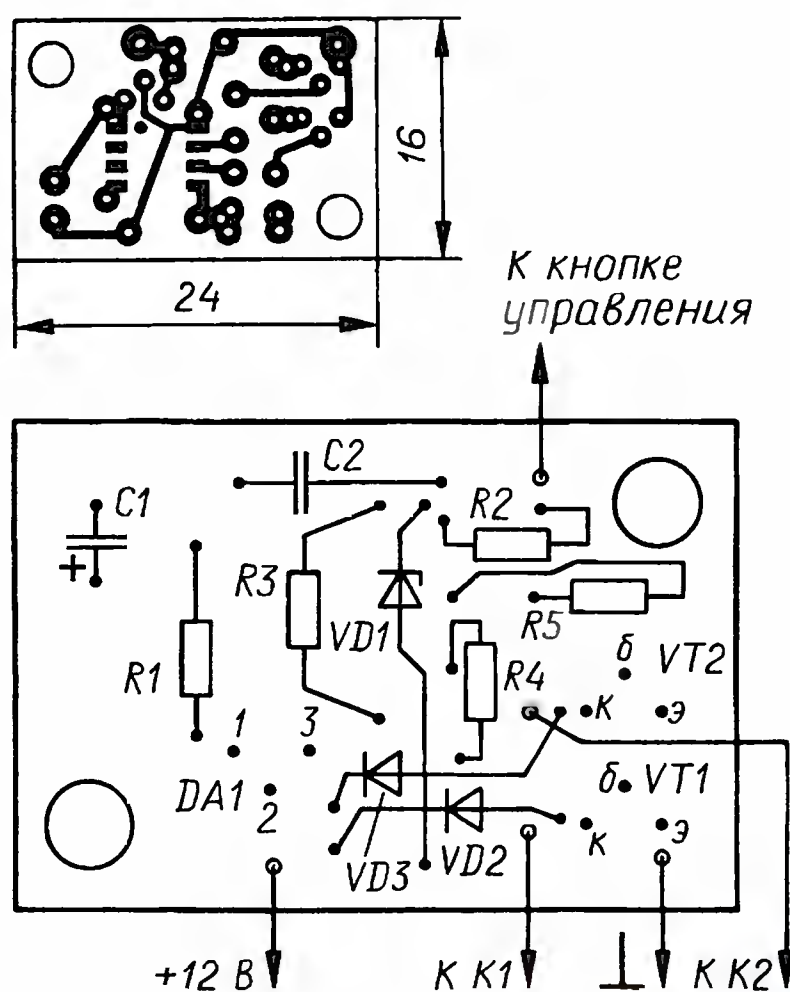 16
24
К кнопке
управления
C2
C1
+
R2
R3
VD1
R5
R1
R4
б VT2
К Э
1 3
DA1
2
б VT1
К Э
VD3 VD2
+12 В К К1 ⊥ К К2